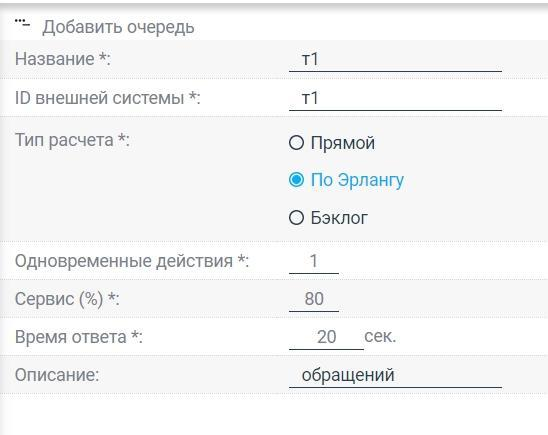 Добавить очередь
Название *: т1
ID внешней системы *: т1
Тип расчета *: Прямой
По Эрлангу
Бэклог
Одновременные действия *: 1
Сервис (%) *: 80
Время ответа *: 20 сек.
Описание: обращений